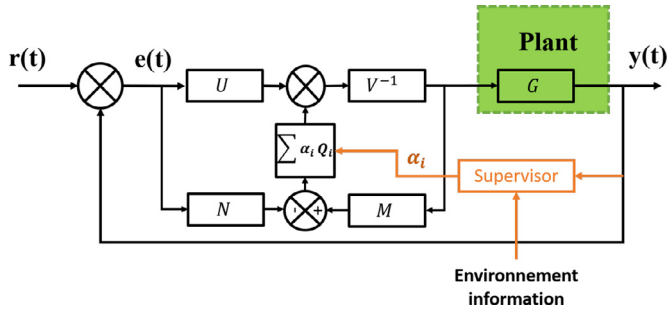 Plant
r(t)
e(t)
y(t)
U
V⁻¹
G
∑ αᵢ Qᵢ
αᵢ
Supervisor
N
- +
M
Environnement
information